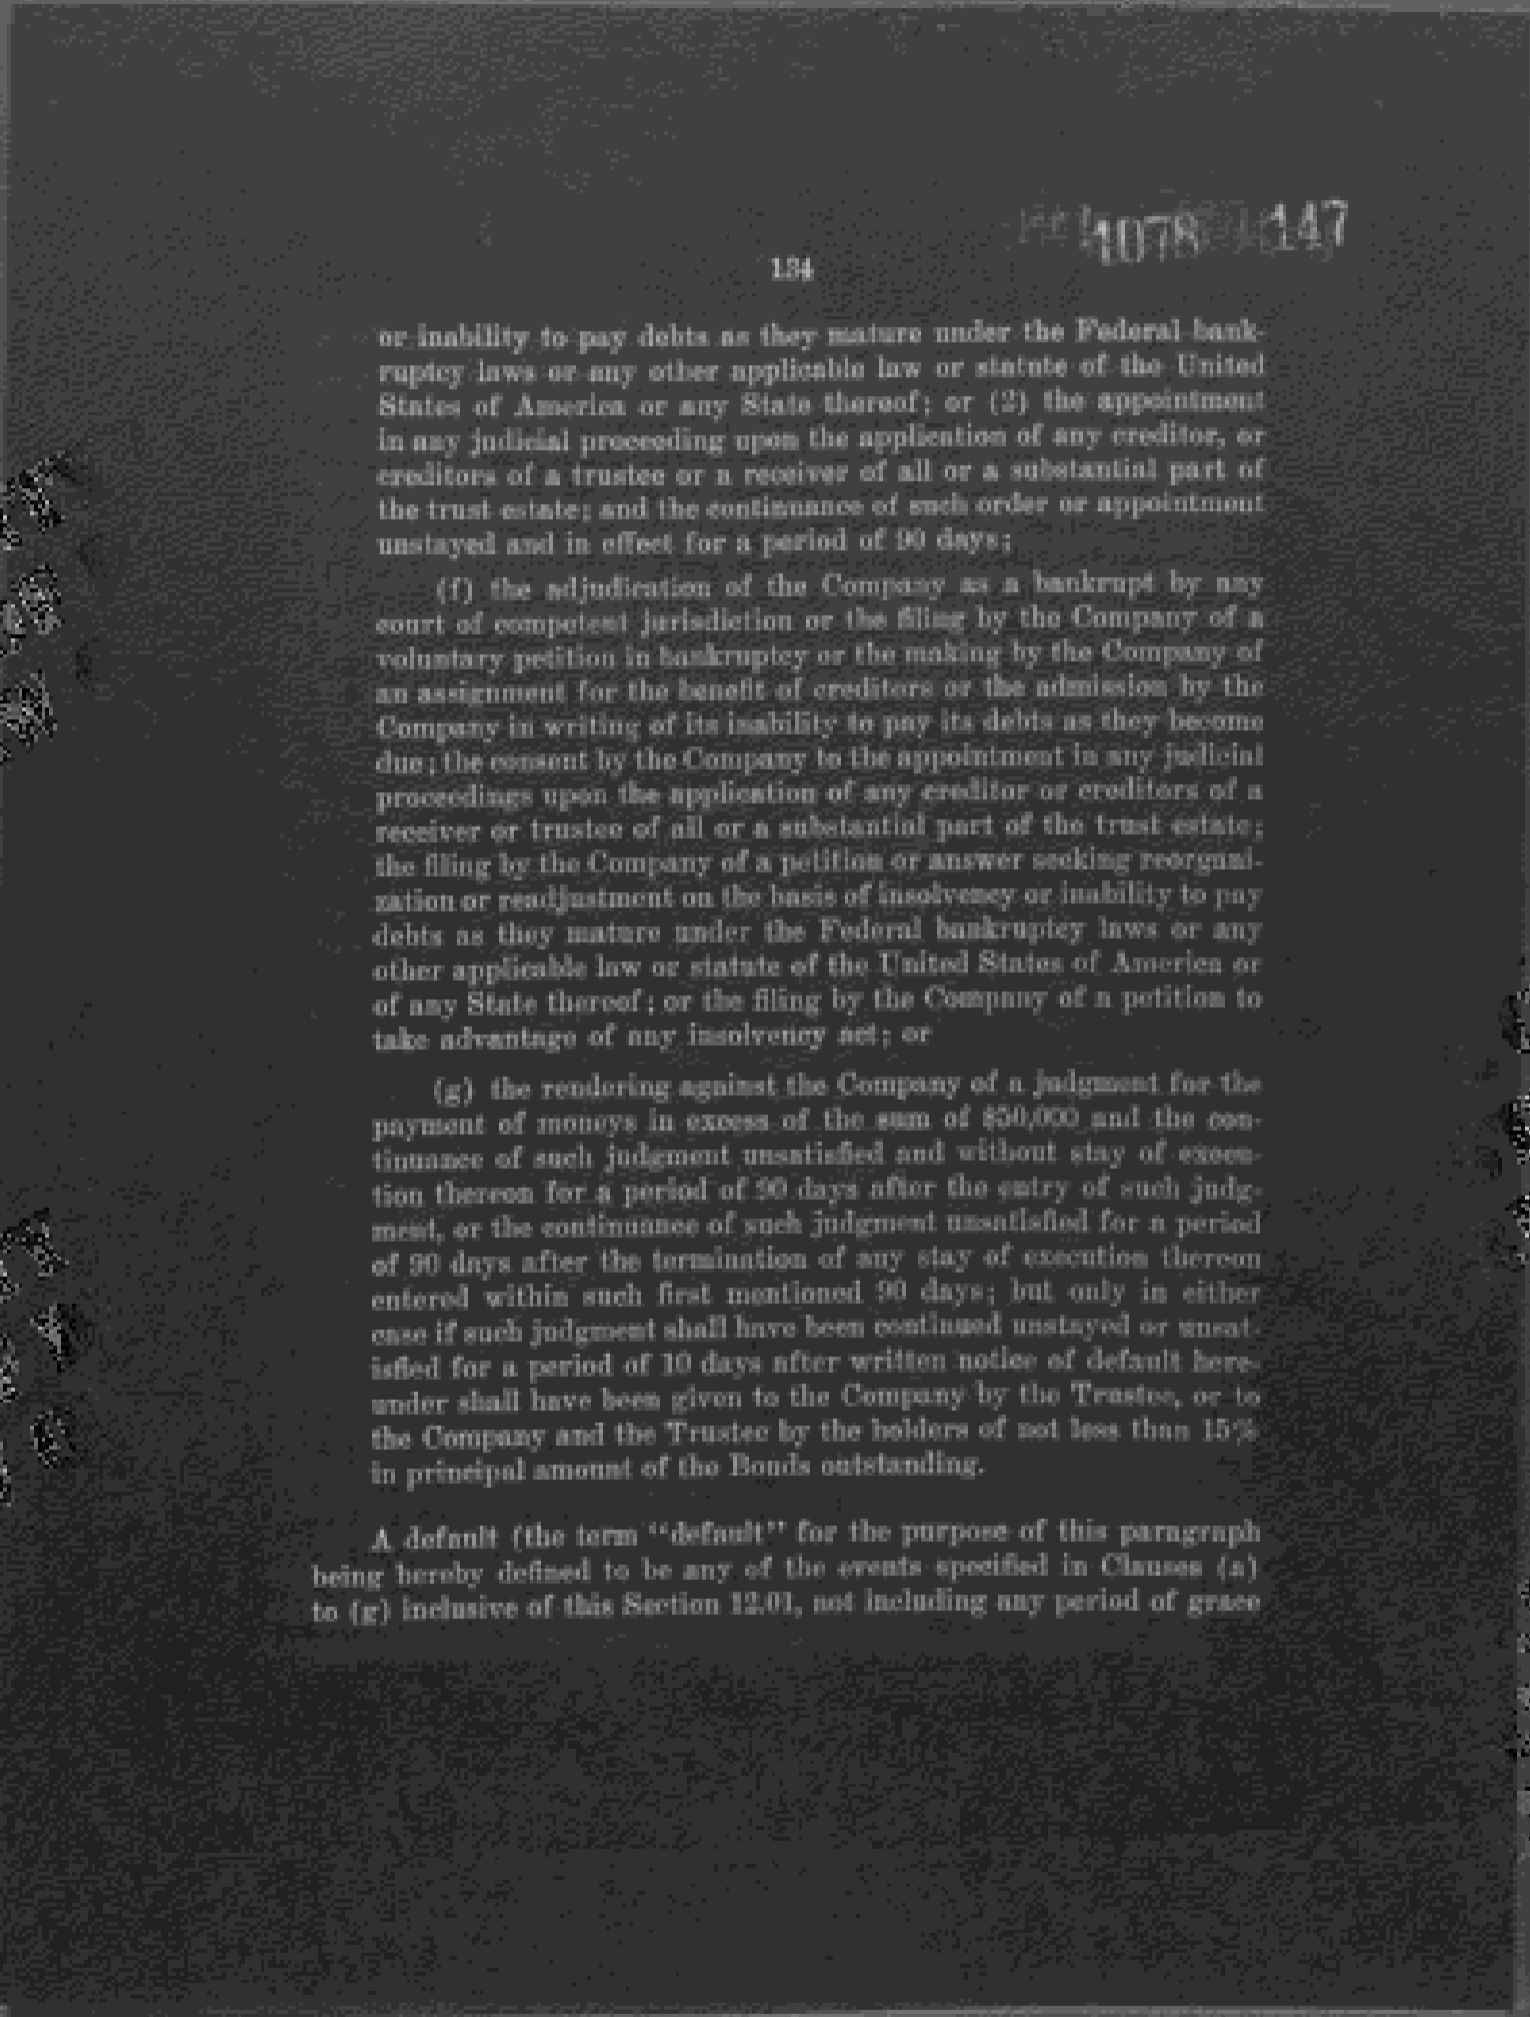 1078 147
134
or inability to pay debts as they mature under the Federal bank-
ruptcy laws or any other applicable law or statute of the United
States of America or any State thereof; or (2) the appointment
in any judicial proceeding upon the application of any creditor, or
creditors of a trustee or a receiver of all or a substantial part of
the trust estate; and the continuance of such order or appointment
unstayed and in effect for a period of 90 days;
(f) the adjudication of the Company as a bankrupt by any
court of competent jurisdiction or the filing by the Company of a
voluntary petition in bankruptcy or the making by the Company of
an assignment for the benefit of creditors or the admission by the
Company in writing of its inability to pay its debts as they become
due; the consent by the Company to the appointment in any judicial
proceedings upon the application of any creditor or creditors of a
receiver or trustee of all or a substantial part of the trust estate;
the filing by the Company of a petition or answer seeking reorgani-
zation or readjustment on the basis of insolvency or inability to pay
debts as they mature under the Federal bankruptcy laws or any
other applicable law or statute of the United States of America or
of any State thereof; or the filing by the Company of a petition to
take advantage of any insolvency act; or
(g) the rendering against the Company of a judgment for the
payment of moneys in excess of the sum of $50,000 and the con-
tinuance of such judgment unsatisfied and without stay of execu-
tion thereon for a period of 90 days after the entry of such judg-
ment, or the continuance of such judgment unsatisfied for a period
of 90 days after the termination of any stay of execution thereon
entered within such first mentioned 90 days; but only in either
case if such judgment shall have been continued unstayed or unsat-
isfied for a period of 10 days after written notice of default here-
under shall have been given to the Company by the Trustee, or to
the Company and the Trustee by the holders of not less than 15%
in principal amount of the Bonds outstanding.
A default (the term "default" for the purpose of this paragraph
being hereby defined to be any of the events specified in Clauses (a)
to (g) inclusive of this Section 12.01, not including any period of grace